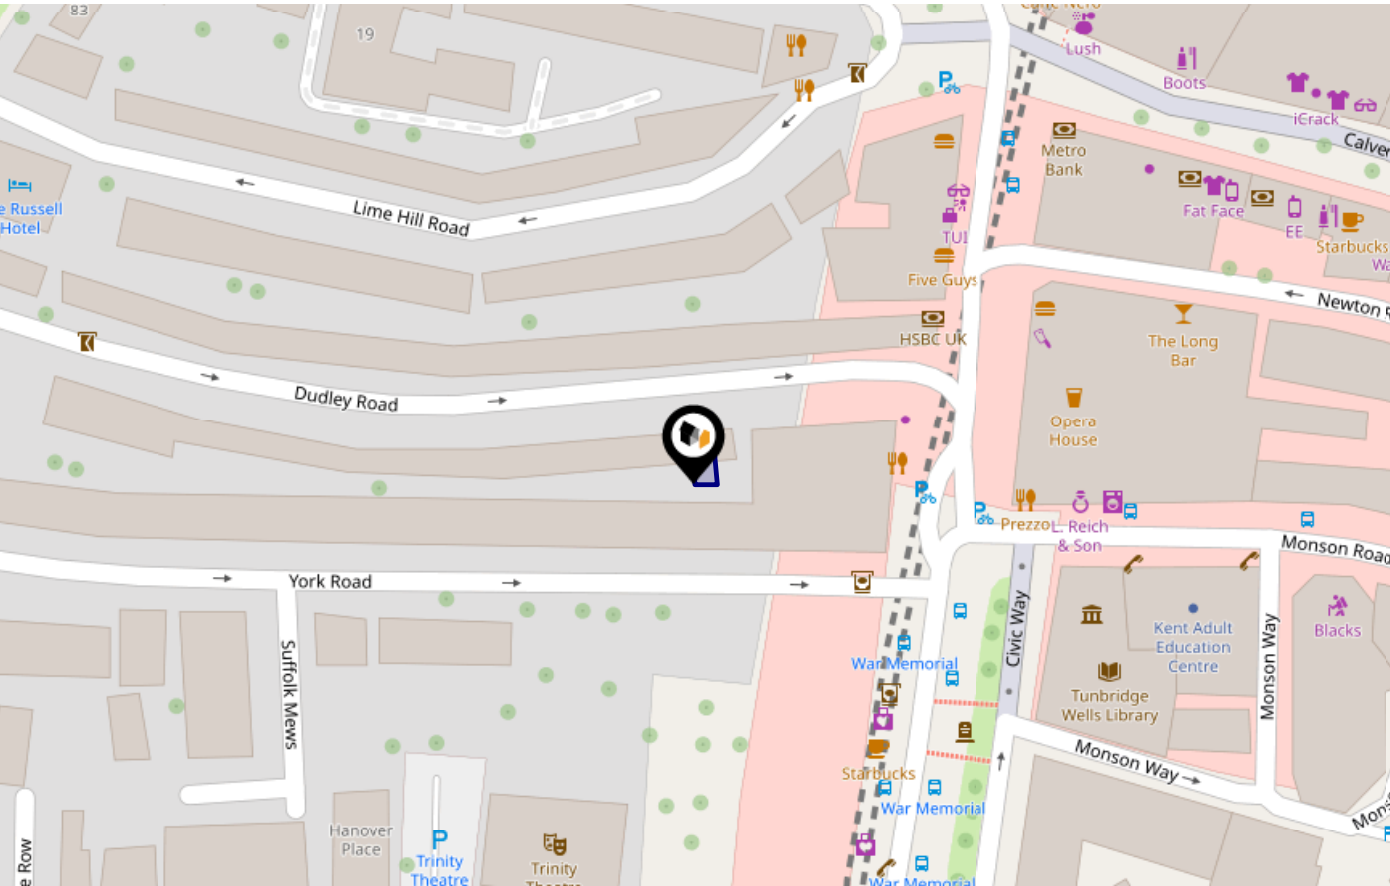 83
19
Caffè Nero
Lush
Boots
iCrack
Metro
Bank
Fat Face
EE
Starbucks
e Russell
Hotel
Lime Hill Road
TUI
Five Guys
HSBC UK
Newton
The Long
Bar
Dudley Road
Opera
House
Prezzo
L. Reich
& Son
Monson Road
York Road
Suffolk Mews
Civic Way
Kent Adult
Education
Centre
Monson Way
Blacks
War Memorial
Tunbridge
Wells Library
Monson Way
Starbucks
War Memorial
Hanover
Place
Trinity
Theatre
Trinity
Theatre
War Memorial
e Row